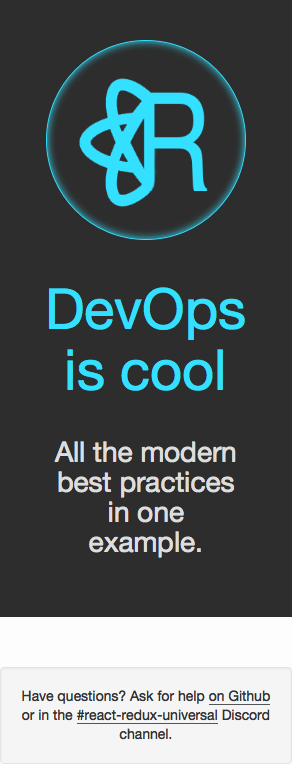 R
DevOps
is cool
All the modern
best practices
in one
example.
Have questions? Ask for help on Github
or in the #react-redux-universal Discord
channel.